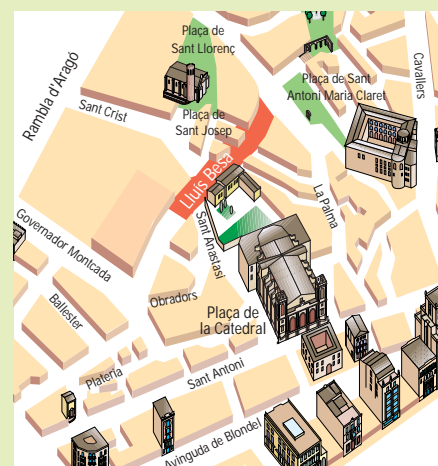 Plaça de
Sant Llorenç
Rambla d'Aragó
Cavallers
Plaça de Sant
Antoni Maria Claret
Sant Crist
Plaça de
Sant Josep
Lluís Besa
La Palma
Sant Anastasi
Governador Montcada
Ballester
Obradors
Plaça de
la Catedral
Plateria
Sant Antoni
Avinguda de Blondel